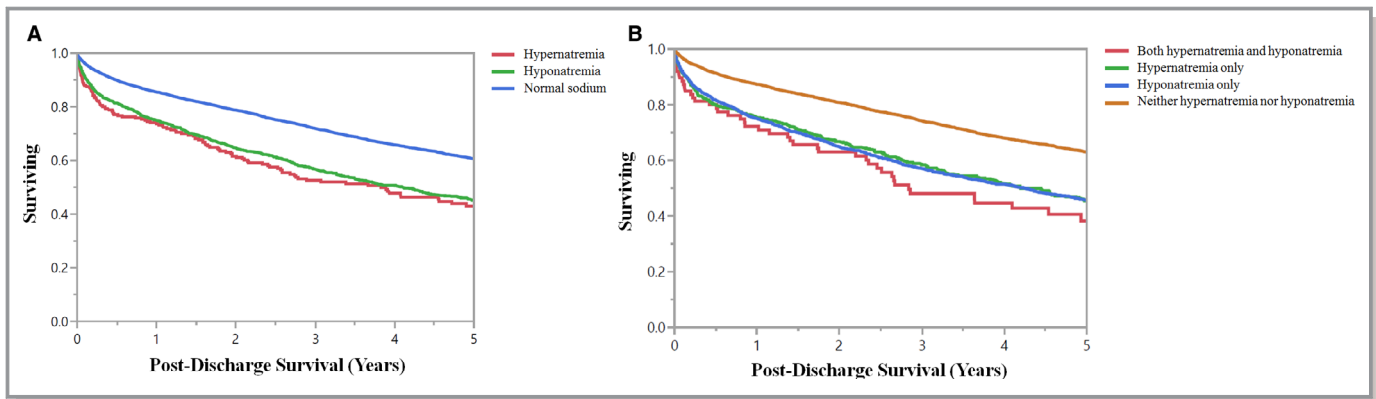 A
Hypernatremia
Hyponatremia
Normal sodium
1.0
0.8
0.6
0.4
0.2
0.0
Surviving
0 1 2 3 4 5
Post-Discharge Survival (Years)
B
Both hypernatremia and hyponatremia
Hypernatremia only
Hyponatremia only
Neither hypernatremia nor hyponatremia
1.0
0.8
0.6
0.4
0.2
0.0
Surviving
0 1 2 3 4 5
Post-Discharge Survival (Years)